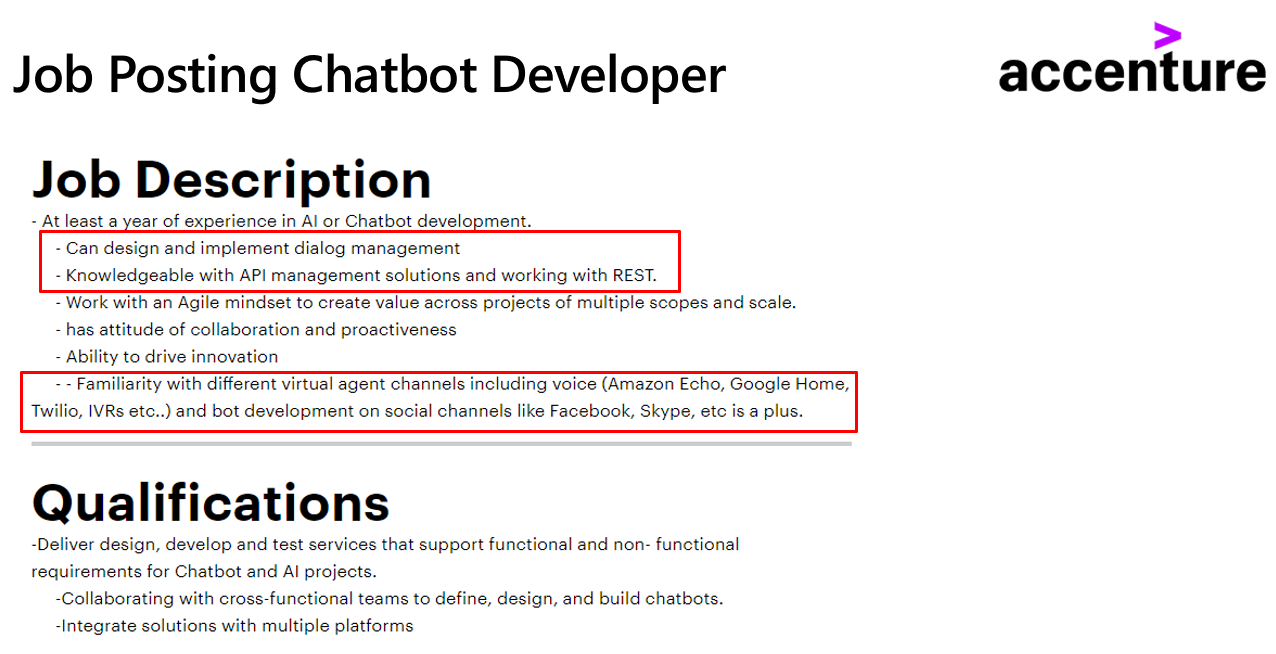 Job Posting Chatbot Developer
>
accenture
Job Description
- At least a year of experience in AI or Chatbot development.
- Can design and implement dialog management
- Knowledgeable with API management solutions and working with REST.
- Work with an Agile mindset to create value across projects of multiple scopes and scale.
- has attitude of collaboration and proactiveness
- Ability to drive innovation
- - Familiarity with different virtual agent channels including voice (Amazon Echo, Google Home,
Twilio, IVRs etc..) and bot development on social channels like Facebook, Skype, etc is a plus.
Qualifications
-Deliver design, develop and test services that support functional and non- functional
requirements for Chatbot and AI projects.
-Collaborating with cross-functional teams to define, design, and build chatbots.
-Integrate solutions with multiple platforms